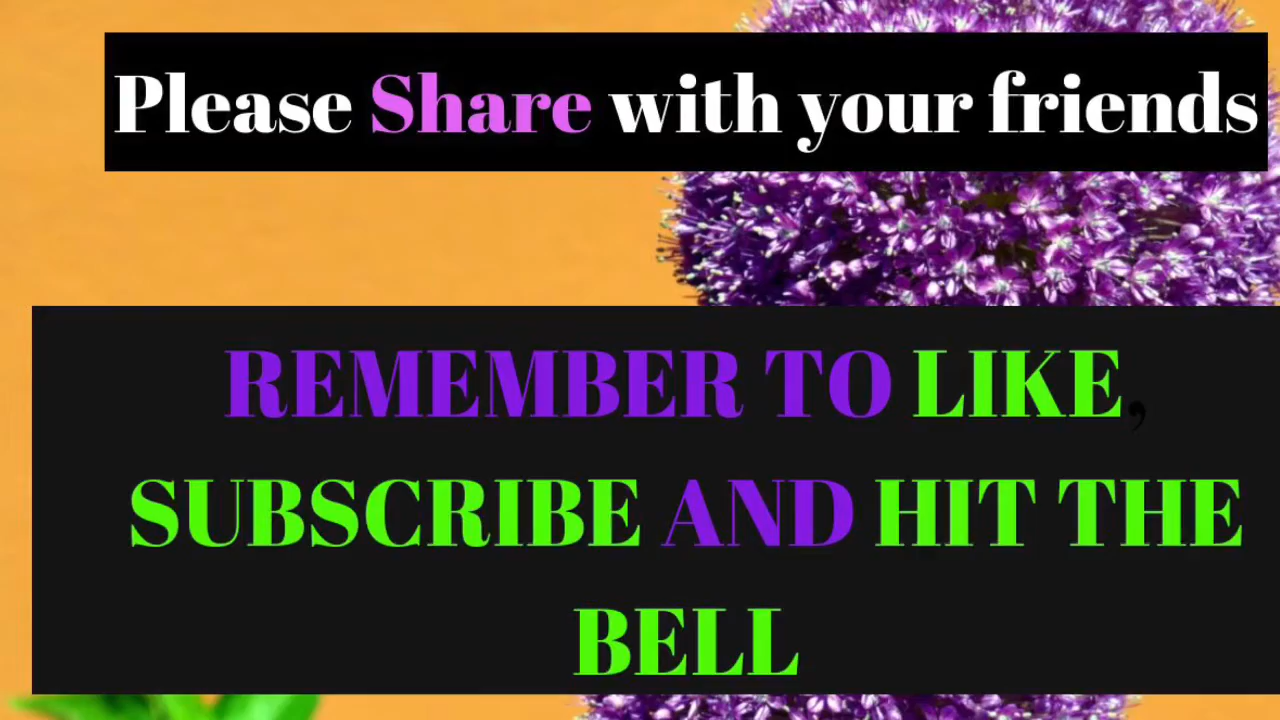 Please Share with your friends
REMEMBER TO LIKE,
SUBSCRIBE AND HIT THE
BELL